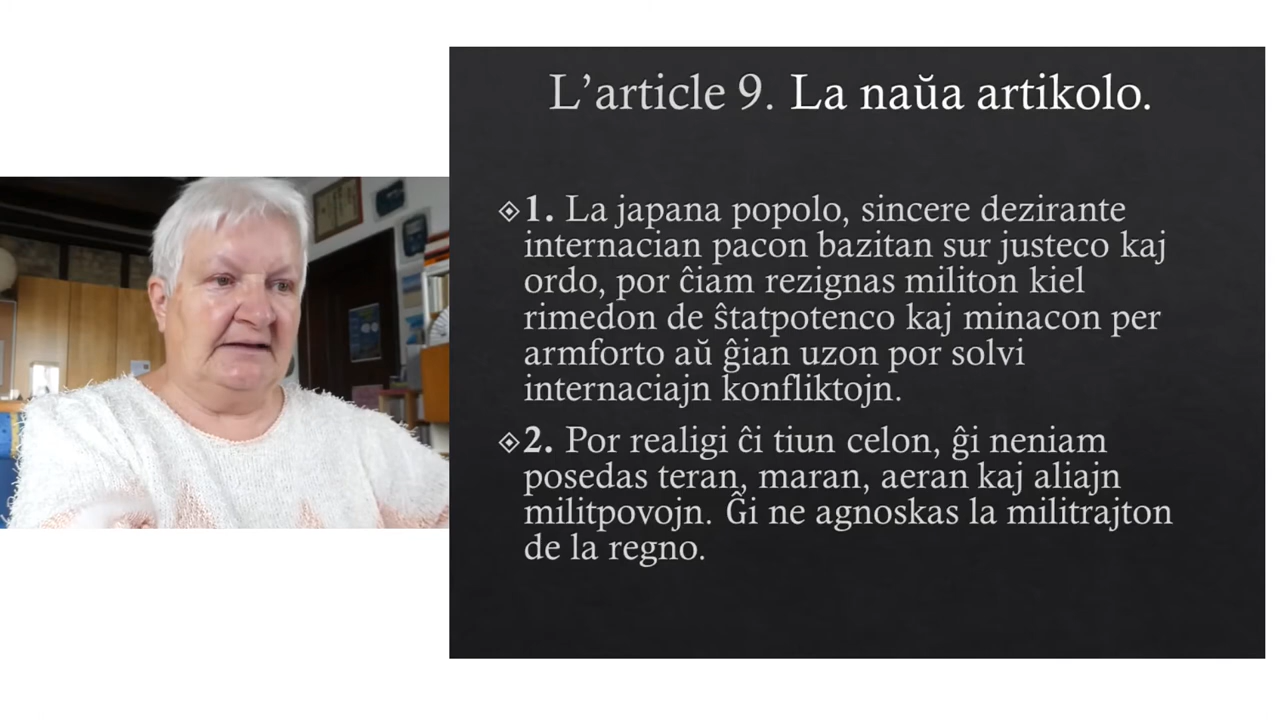 L’article 9. La naŭa artikolo.
1. La japana popolo, sincere dezirante
internacian pacon bazitan sur justeco kaj
ordo, por ĉiam rezignas militon kiel
rimedon de ŝtatpotenco kaj minacon per
armforto aŭ ĝian uzon por solvi
internaciajn konfliktojn.
2. Por realigi ĉi tiun celon, ĝi neniam
posedas teran, maran, aeran kaj aliajn
militpovojn. Ĝi ne agnoskas la militrajton
de la regno.